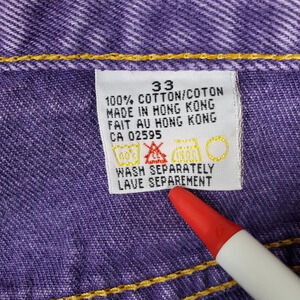 33
100% COTTON/COTON
MADE IN HONG KONG
FAIT AU HONG KONG
CA 02595
WASH SEPARATELY
LAVE SEPAREMENT